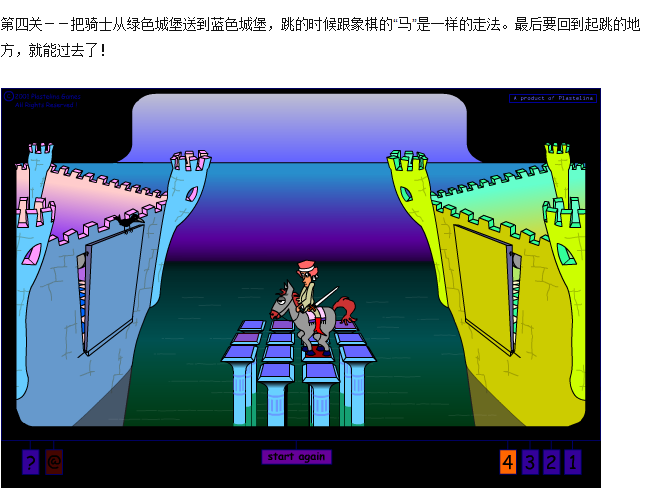 第四关－－把骑士从绿色城堡送到蓝色城堡，跳的时候跟象棋的“马”是一样的走法。最后要回到起跳的地
方，就能过去了！
A product of Plastelina
start again
? @ 4 3 2 1